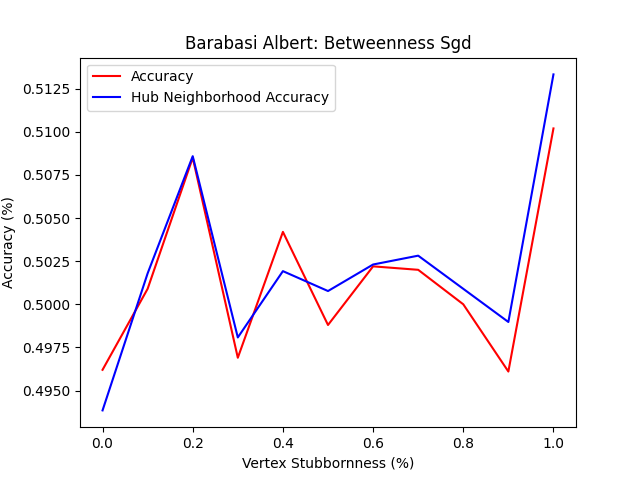 Barabasi Albert: Betweenness Sgd
Accuracy
Hub Neighborhood Accuracy
0.5125
0.5100
0.5075
0.5050
0.5025
0.5000
0.4975
0.4950
Accuracy (%)
0.0 0.2 0.4 0.6 0.8 1.0
Vertex Stubbornness (%)